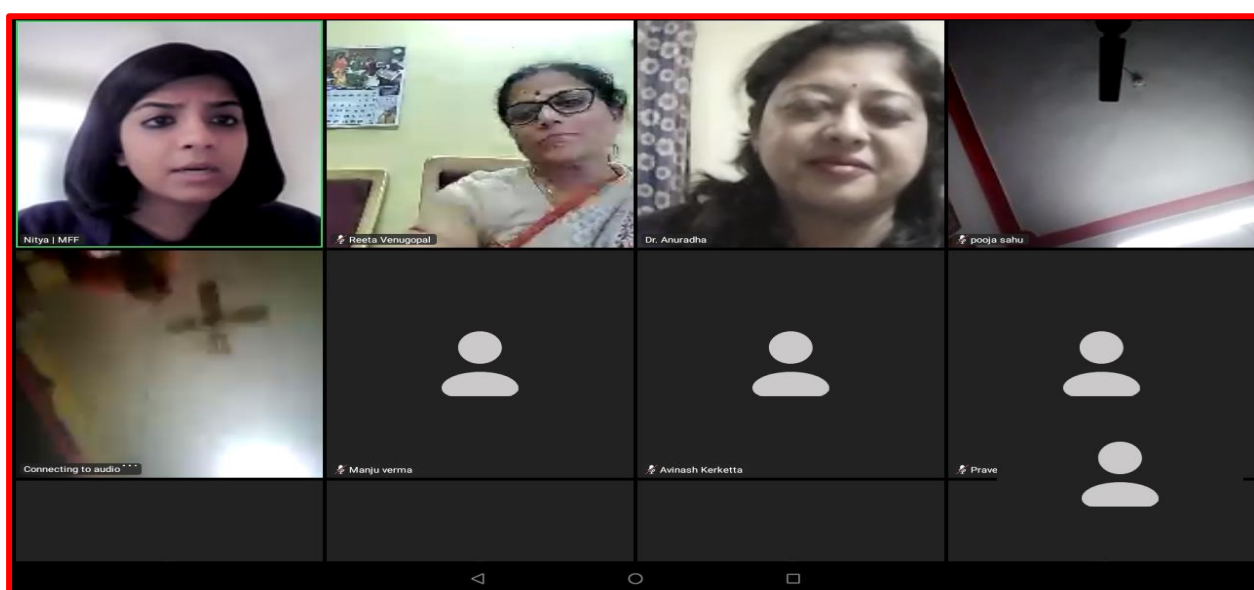 Nitya | MFF
Reeta Venugopal
Dr. Anuradha
pooja sahu
Connecting to audio ...
Manju verma
Avinash Kerketta
Prave